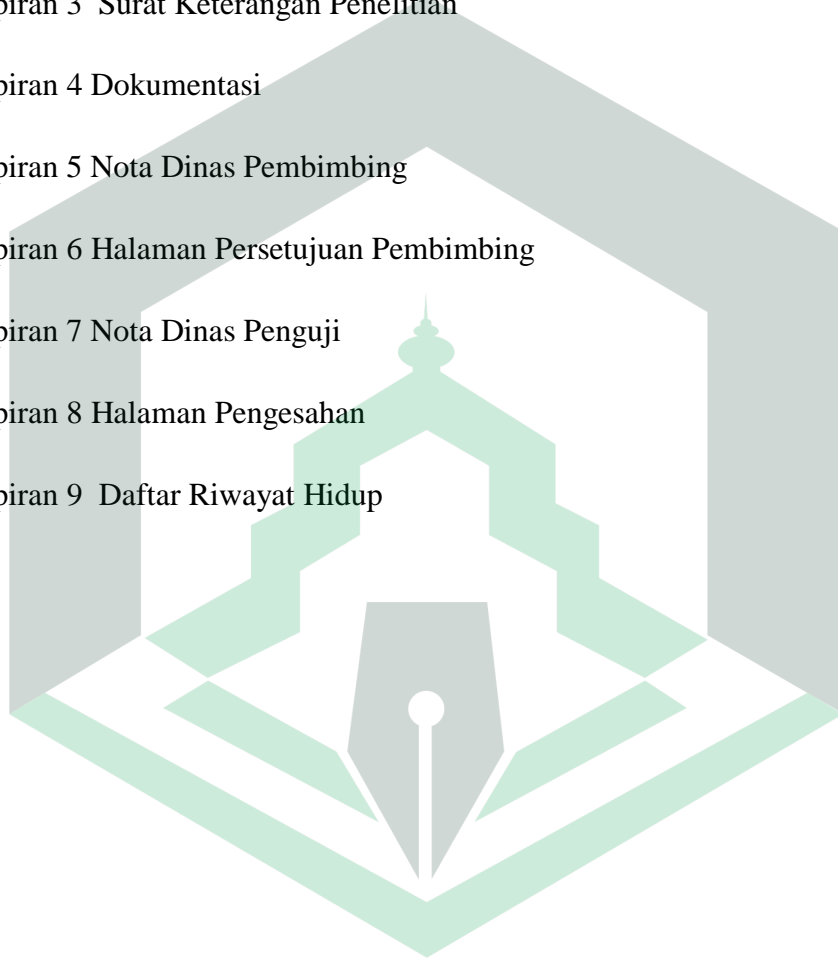 piran 3  Surat Keterangan Penelitian
piran 4 Dokumentasi
piran 5 Nota Dinas Pembimbing
piran 6 Halaman Persetujuan Pembimbing
piran 7 Nota Dinas Penguji
piran 8 Halaman Pengesahan
piran 9  Daftar Riwayat Hidup